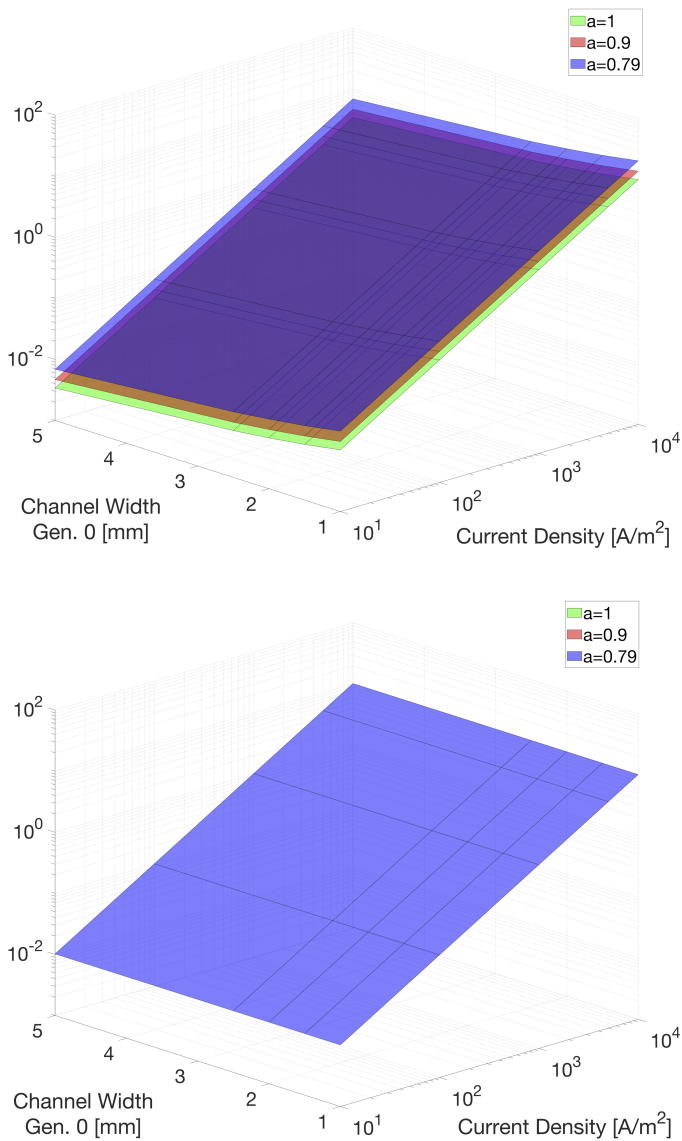 a=1
a=0.9
a=0.79
10^2
10^0
10^-2
5
4
3
2
1
10^1
10^2
10^3
10^4
Channel Width
Gen. 0 [mm]
Current Density [A/m^2]
a=1
a=0.9
a=0.79
10^2
10^0
10^-2
5
4
3
2
1
10^1
10^2
10^3
10^4
Channel Width
Gen. 0 [mm]
Current Density [A/m^2]